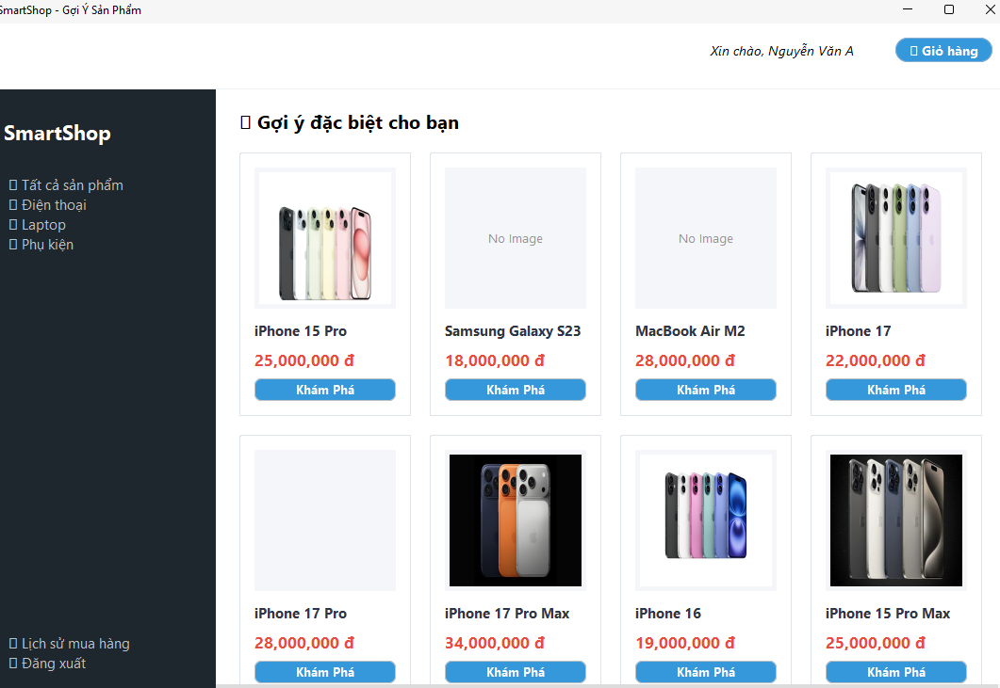 SmartShop - Gợi Ý Sản Phẩm
Xin chào, Nguyễn Văn A
Giỏ hàng
SmartShop
Tất cả sản phẩm
Điện thoại
Laptop
Phụ kiện
Lịch sử mua hàng
Đăng xuất
Gợi ý đặc biệt cho bạn
iPhone 15 Pro
25,000,000 đ
Khám Phá
No Image
Samsung Galaxy S23
18,000,000 đ
Khám Phá
No Image
MacBook Air M2
28,000,000 đ
Khám Phá
iPhone 17
22,000,000 đ
Khám Phá
iPhone 17 Pro
28,000,000 đ
Khám Phá
iPhone 17 Pro Max
34,000,000 đ
Khám Phá
iPhone 16
19,000,000 đ
Khám Phá
iPhone 15 Pro Max
25,000,000 đ
Khám Phá